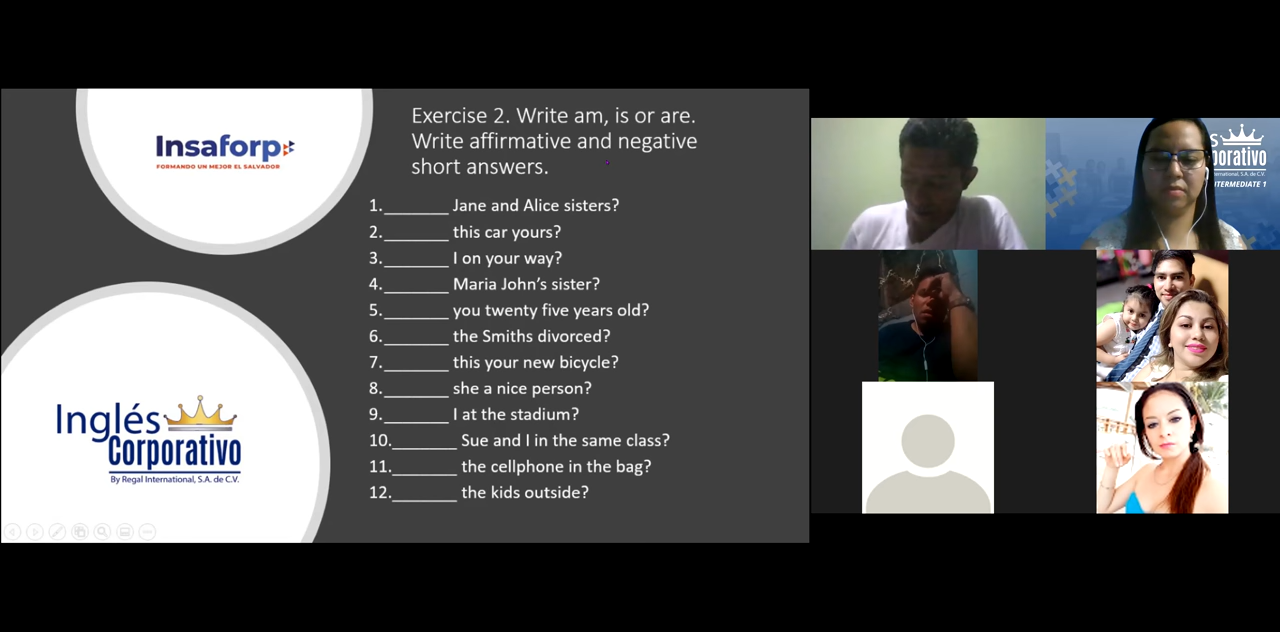 Insaforp
FORMANDO UN MEJOR EL SALVADOR
Inglés
Corporativo
By Regal International, S.A. de C.V.
Exercise 2. Write am, is or are.
Write affirmative and negative
short answers.
1._______ Jane and Alice sisters?
2._______ this car yours?
3._______ I on your way?
4._______ Maria John's sister?
5._______ you twenty five years old?
6._______ the Smiths divorced?
7._______ this your new bicycle?
8._______ she a nice person?
9._______ I at the stadium?
10._______ Sue and I in the same class?
11._______ the cellphone in the bag?
12._______ the kids outside?
S
orativo
ernational, S.A. de C.V.
NTERMEDIATE 1